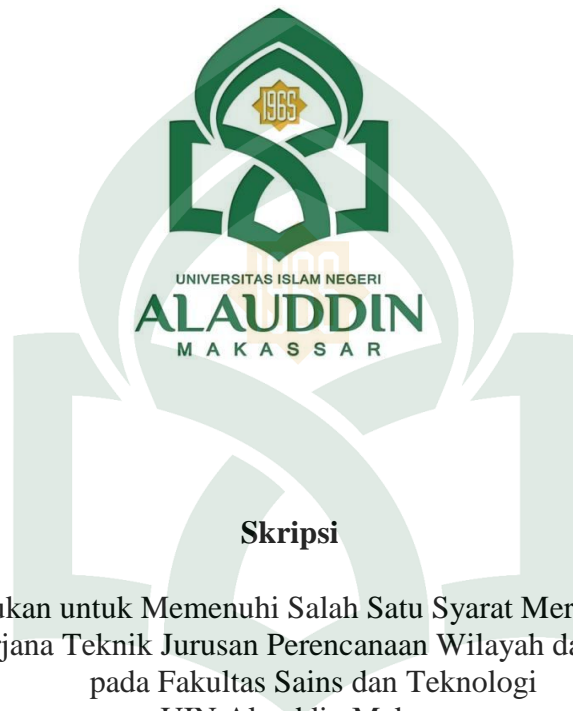 1965
UNIVERSITAS ISLAM NEGERI
ALAUDDIN
MAKASSAR
Skripsi
untuk Memenuhi Salah Satu Syarat
Teknik Jurusan Perencanaan Wilayah
pada Fakultas Sains dan Teknologi